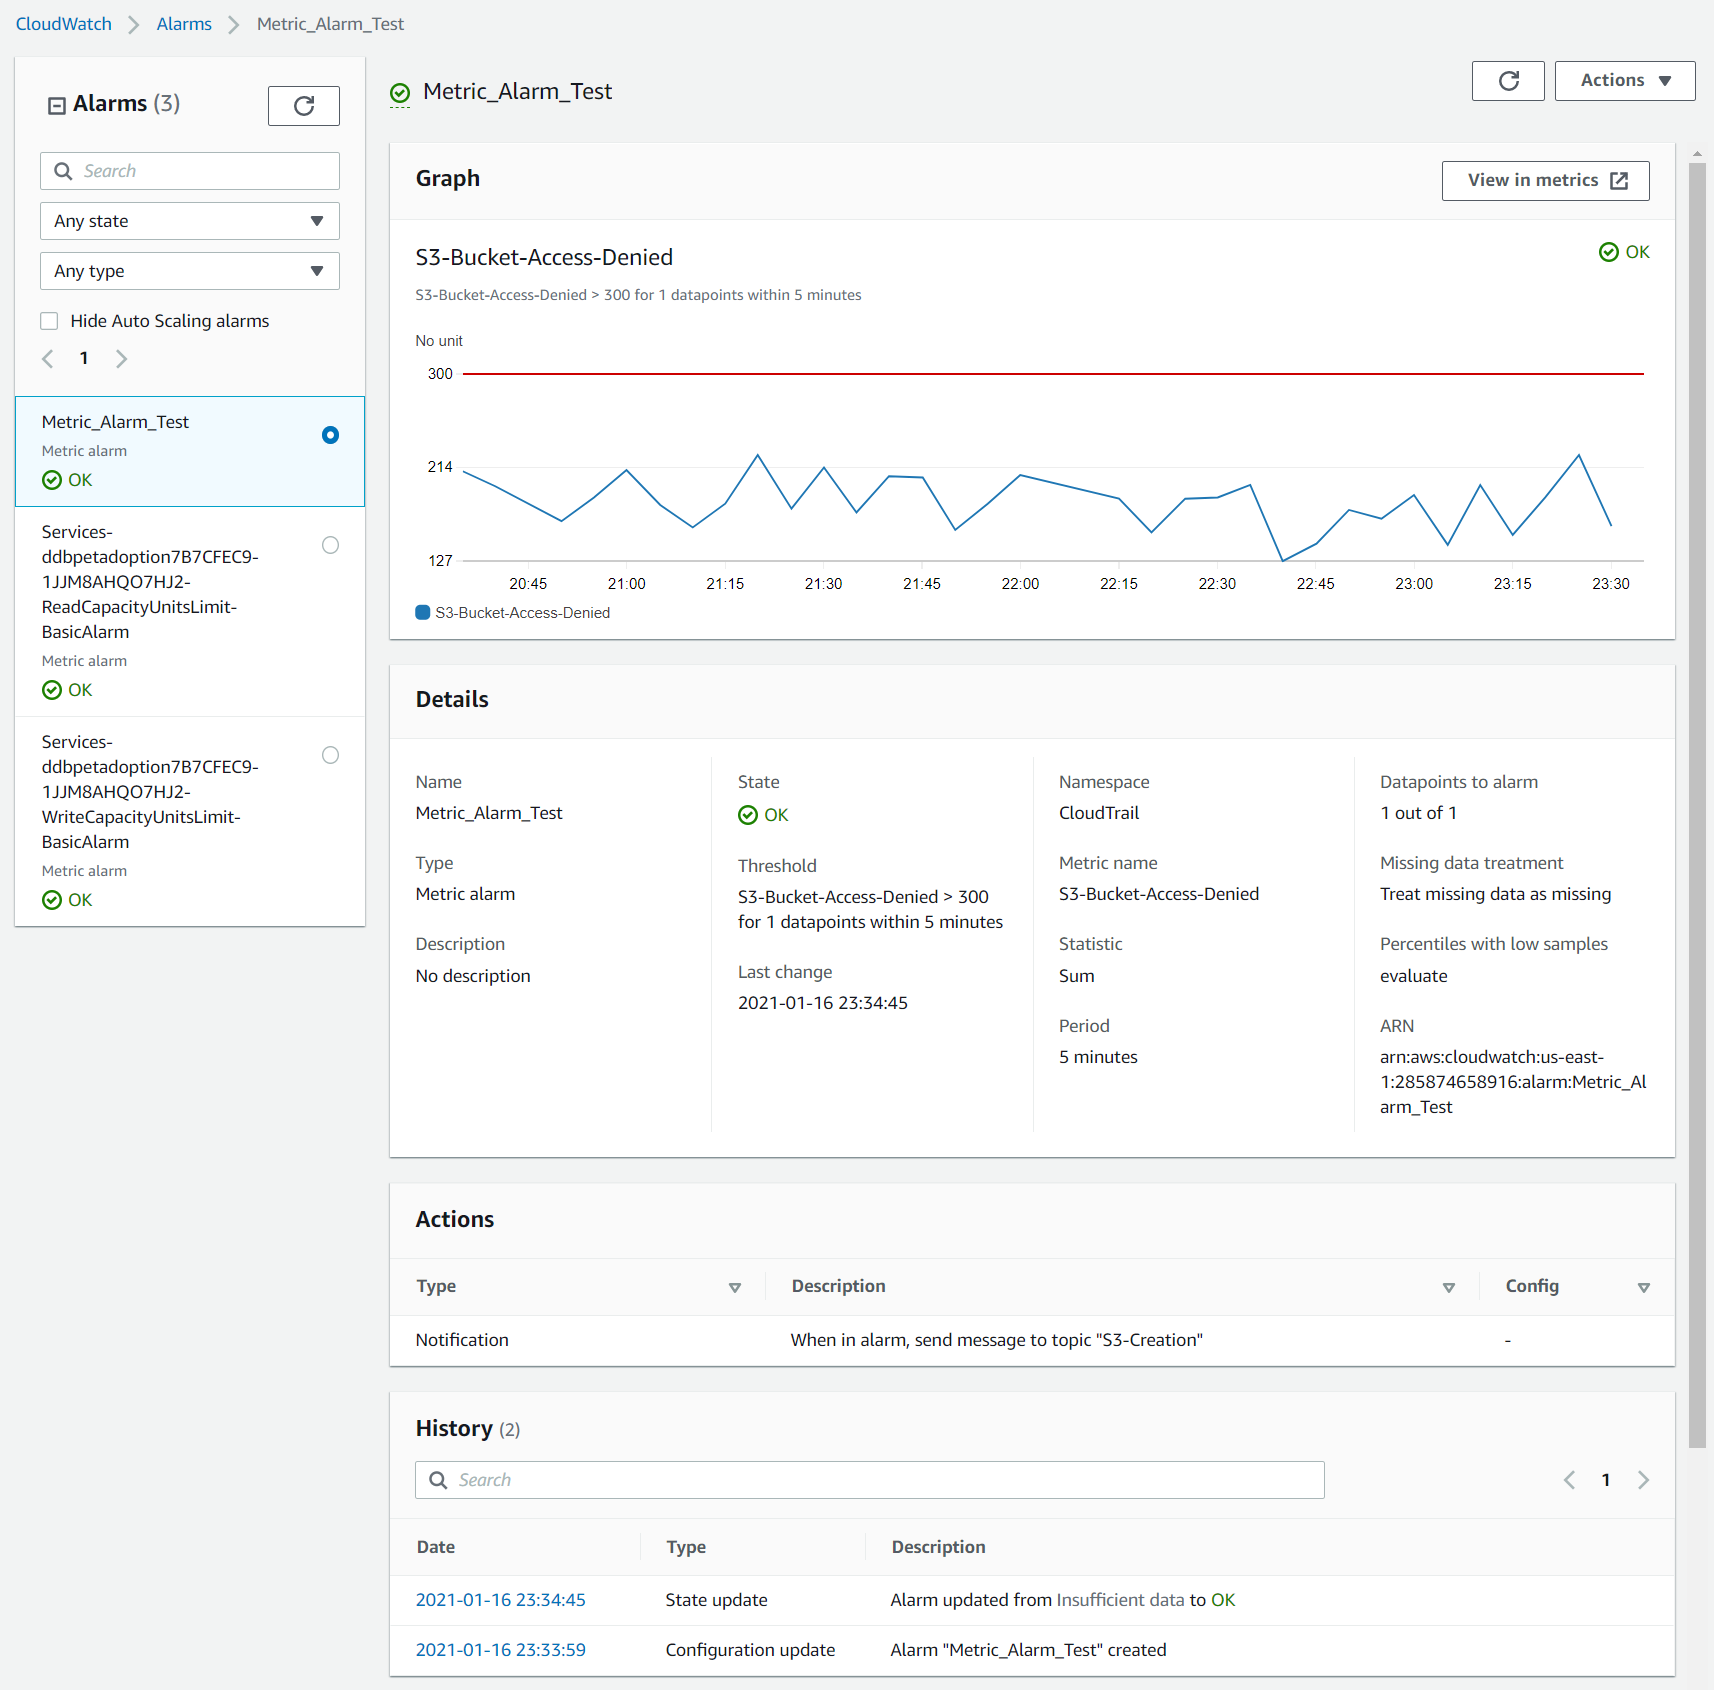 CloudWatch > Alarms > Metric_Alarm_Test
Alarms (3)
Search
Any state
Any type
Hide Auto Scaling alarms
1
Metric_Alarm_Test
Metric alarm
OK
Services-
ddbpetadoption7B7CFEC9-
1JJM8AHQO7HJ2-
ReadCapacityUnitsLimit-
BasicAlarm
Metric alarm
OK
Services-
ddbpetadoption7B7CFEC9-
1JJM8AHQO7HJ2-
WriteCapacityUnitsLimit-
BasicAlarm
Metric alarm
OK
Metric_Alarm_Test
Actions
Graph
View in metrics
S3-Bucket-Access-Denied
OK
S3-Bucket-Access-Denied > 300 for 1 datapoints within 5 minutes
No unit
300
214
127
20:45 21:00 21:15 21:30 21:45 22:00 22:15 22:30 22:45 23:00 23:15 23:30
S3-Bucket-Access-Denied
Details
Name
Metric_Alarm_Test
Type
Metric alarm
Description
No description
State
OK
Threshold
S3-Bucket-Access-Denied > 300
for 1 datapoints within 5 minutes
Last change
2021-01-16 23:34:45
Namespace
CloudTrail
Metric name
S3-Bucket-Access-Denied
Statistic
Sum
Period
5 minutes
Datapoints to alarm
1 out of 1
Missing data treatment
Treat missing data as missing
Percentiles with low samples
evaluate
ARN
arn:aws:cloudwatch:us-east-
1:285874658916:alarm:Metric_Al
arm_Test
Actions
Type Description Config
Notification When in alarm, send message to topic "S3-Creation" -
History (2)
Search
1
Date Type Description
2021-01-16 23:34:45 State update Alarm updated from Insufficient data to OK
2021-01-16 23:33:59 Configuration update Alarm "Metric_Alarm_Test" created